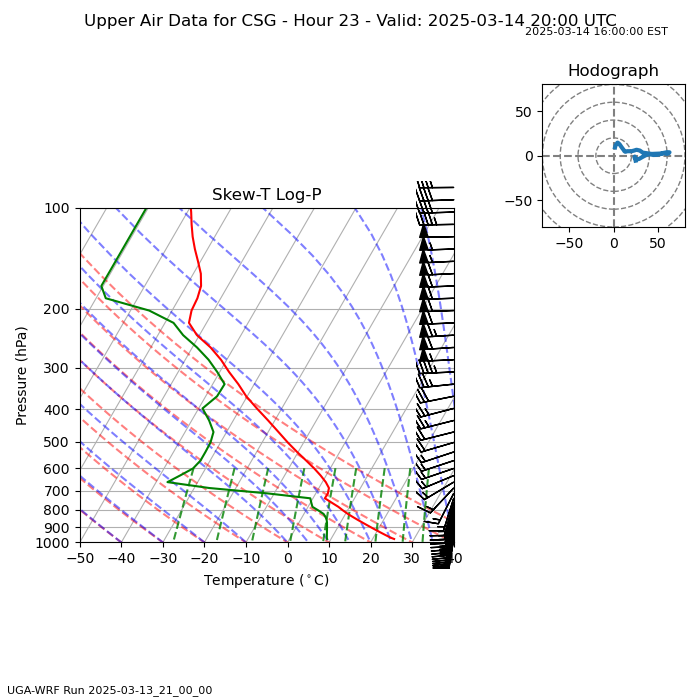 Upper Air Data for CSG - Hour 23 - Valid: 2025-03-14 20:00 UTC
2025-03-14 16:00:00 EST
Hodograph
50
0
−50
−50 0 50
Skew-T Log-P
100
200
300
400
500
600
700
800
900
1000
Pressure (hPa)
−50 −40 −30 −20 −10 0 10 20 30 40
Temperature (°C)
UGA-WRF Run 2025-03-13_21_00_00